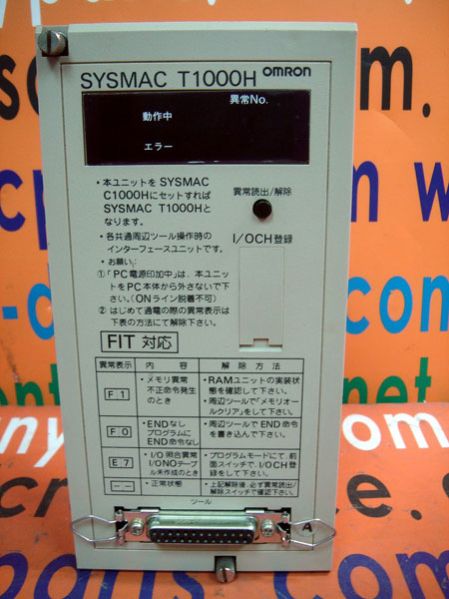 SYSMAC T1000H OMRON
異常No.
動作中
エラー
・本ユニットを SYSMAC
C1000Hにセットすれば
SYSMAC T1000Hと
なります。
・各共通周辺ツール操作時の
インターフェースユニットです。
・お願い：
①「PC電源印加中」は、本ユニッ
トをPC本体から外さないで下
さい。(ONライン脱着不可)
② はじめて通電の際の異常表示は
下表の方法にて解除下さい。
異常読出/解除
I/OCH登録
FIT 対応
異常表示 内容 解除方法
F1
・メモリ異常
不正命令発生
のとき
・RAMユニットの実装状
態を確認して下さい。
・周辺ツールで「メモリオー
ルクリア」をして下さい。
F0
・ENDなし
プログラムに
END命令なし
・周辺ツールでEND命令
を書き込んで下さい。
E7
・I/O照合異常
I/ONOテーブ
ル未作成のとき
・プログラムモードにて、前
面スイッチで、I/OCH登
録をして下さい。
--
・正常状態
・上記解除後、必ず異常読出/
解除スイッチで確認下さい。
ツール
A